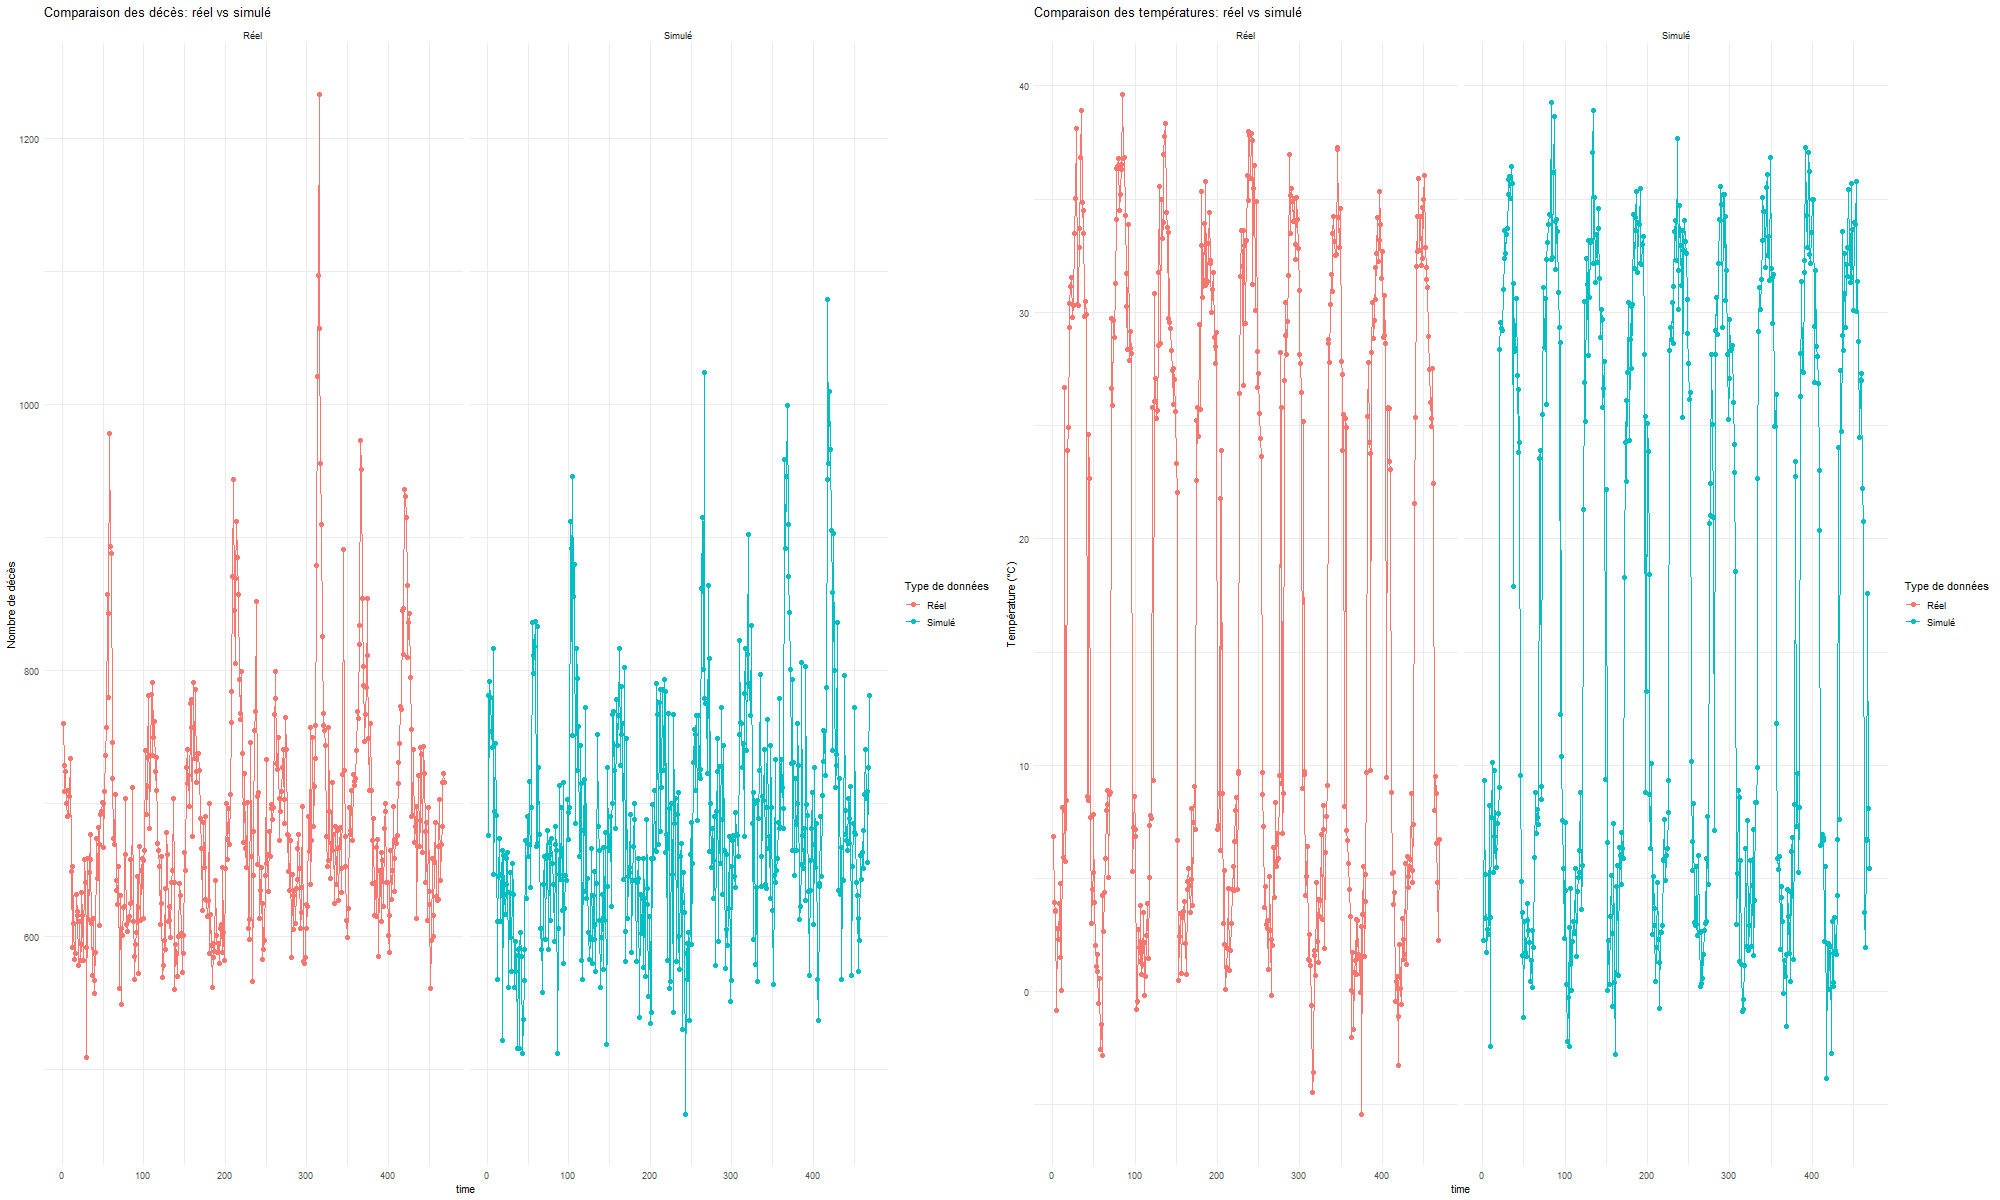 Comparaison des décès: réel vs simulé
Réel
Simulé
Nombre de décès
1200
1000
800
600
0
100
200
300
400
0
100
200
300
400
time
Type de données
Réel
Simulé
Comparaison des températures: réel vs simulé
Réel
Simulé
Température (°C)
40
30
20
10
0
0
100
200
300
400
0
100
200
300
400
time
Type de données
Réel
Simulé